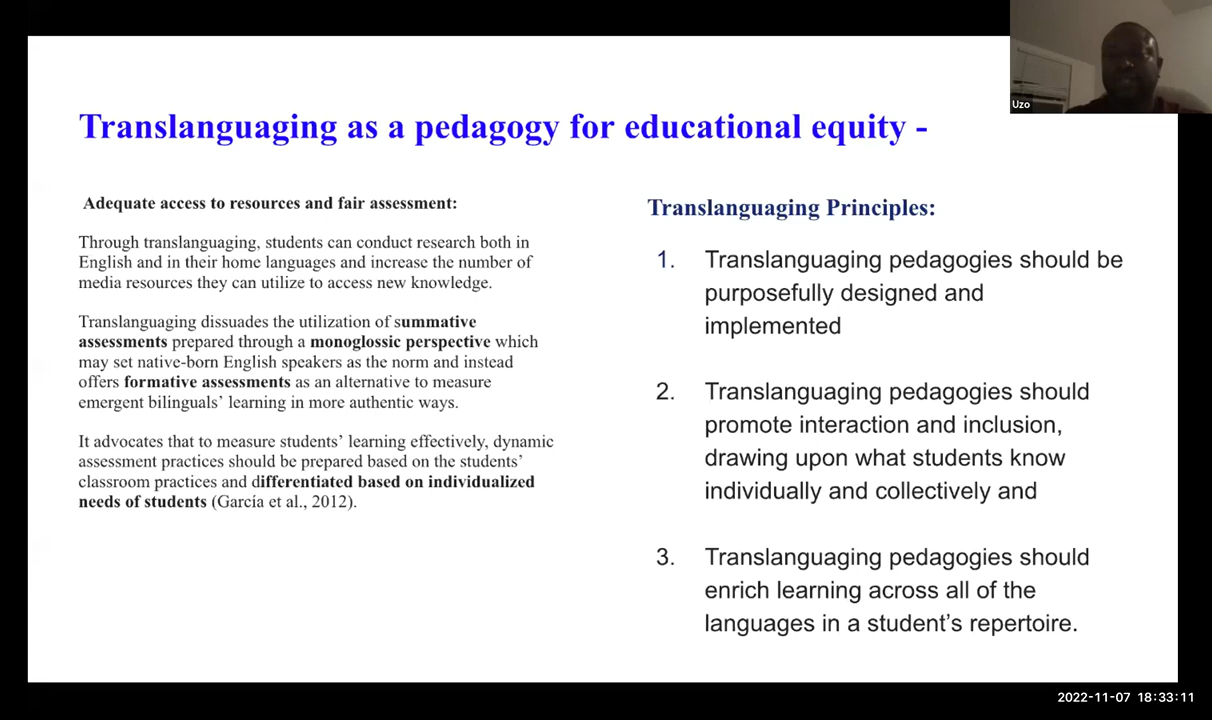 Uzo
Translanguaging as a pedagogy for educational equity -
Adequate access to resources and fair assessment:
Through translanguaging, students can conduct research both in
English and in their home languages and increase the number of
media resources they can utilize to access new knowledge.
Translanguaging dissuades the utilization of summative
assessments prepared through a monoglossic perspective which
may set native-born English speakers as the norm and instead
offers formative assessments as an alternative to measure
emergent bilinguals’ learning in more authentic ways.
It advocates that to measure students’ learning effectively, dynamic
assessment practices should be prepared based on the students’
classroom practices and differentiated based on individualized
needs of students (García et al., 2012).
Translanguaging Principles:
1. Translanguaging pedagogies should be
purposefully designed and
implemented
2. Translanguaging pedagogies should
promote interaction and inclusion,
drawing upon what students know
individually and collectively and
3. Translanguaging pedagogies should
enrich learning across all of the
languages in a student’s repertoire.
2022-11-07 18:33:11